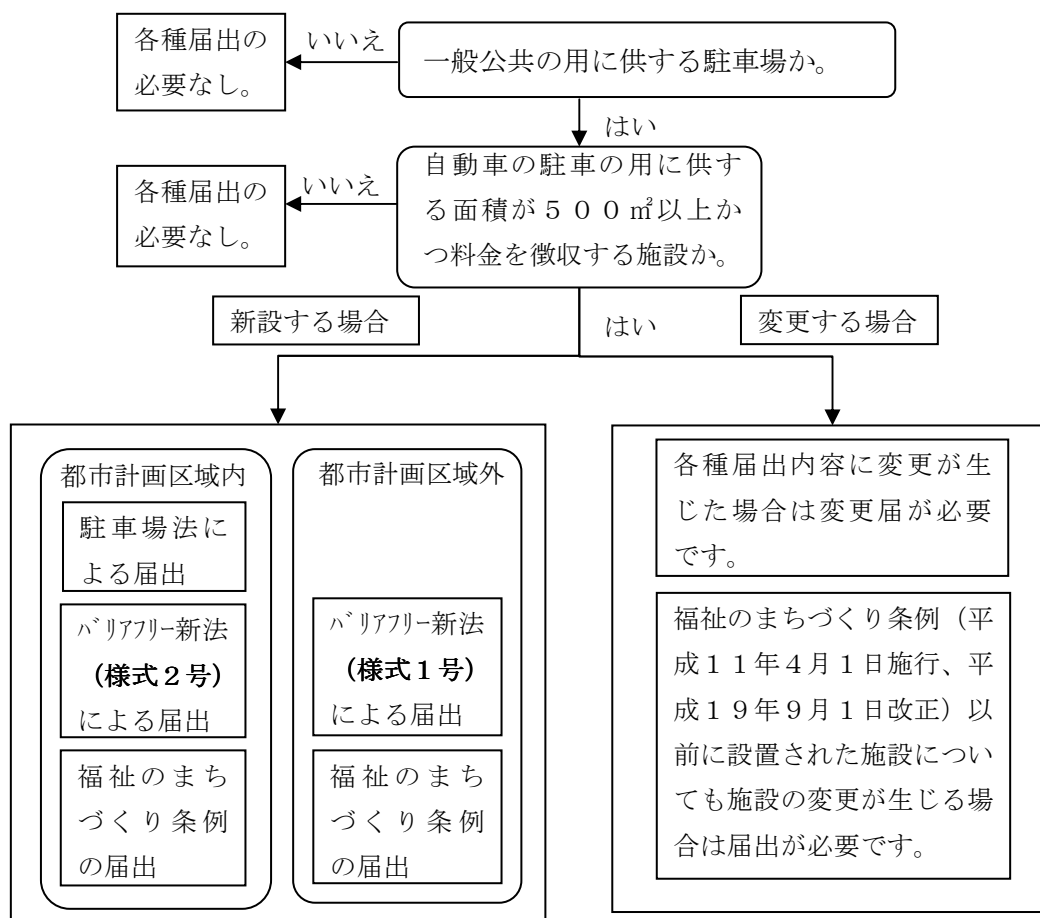 各種届出の
必要なし。
いいえ
一般公共の用に供する駐車場か。
はい
各種届出の
必要なし。
いいえ
自動車の駐車の用に供す
る面積が５００㎡以上か
つ料金を徴収する施設か。
新設する場合
はい
変更する場合
都市計画区域内
駐車場法に
よる届出
ﾊﾞﾘｱﾌﾘｰ新法
(様式２号)
による届出
福祉のまち
づくり条例
の届出
都市計画区域外
ﾊﾞﾘｱﾌﾘｰ新法
(様式１号)
による届出
福祉のまち
づくり条例
の届出
各種届出内容に変更が生
じた場合は変更届が必要
です。
福祉のまちづくり条例（平
成１１年４月１日施行、平
成１９年９月１日改正）以
前に設置された施設につい
ても施設の変更が生じる場
合は届出が必要です。